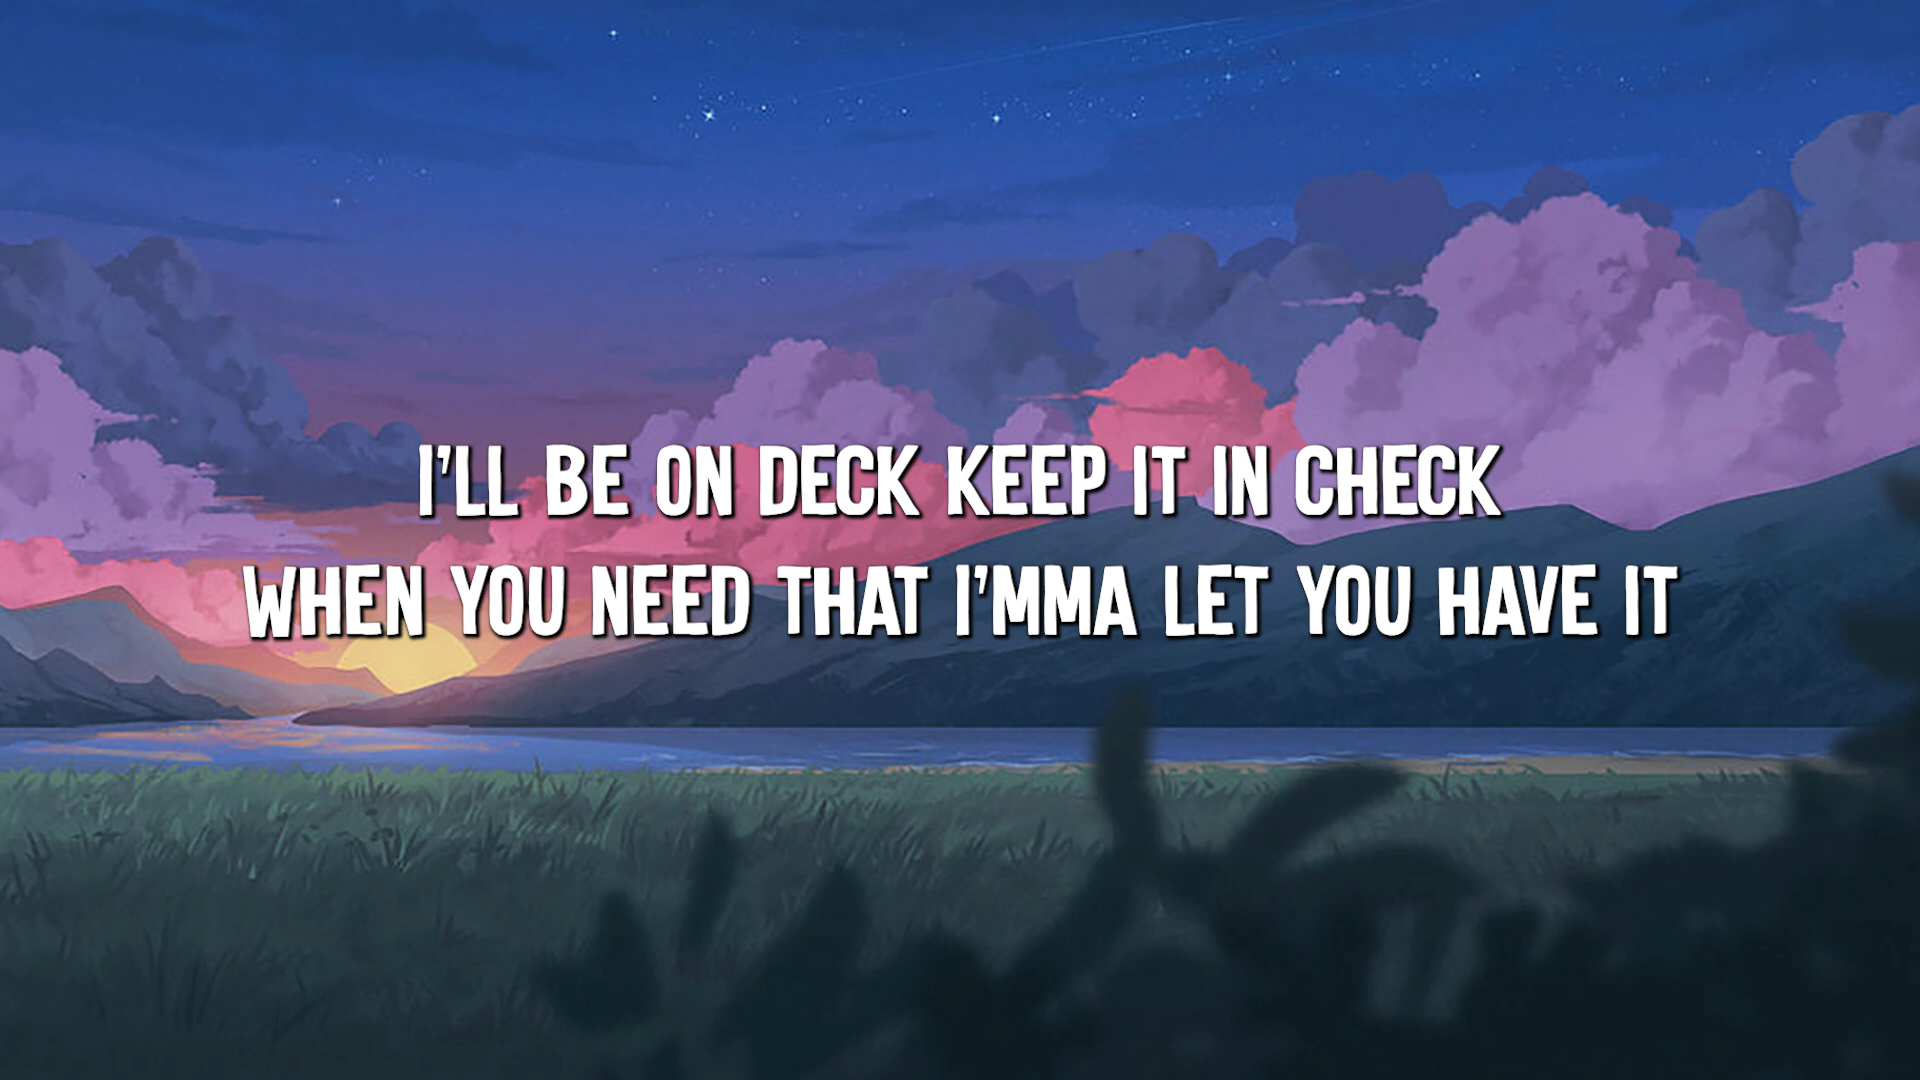 I'LL BE ON DECK KEEP IT IN CHECK
WHEN YOU NEED THAT I'MMA LET YOU HAVE IT